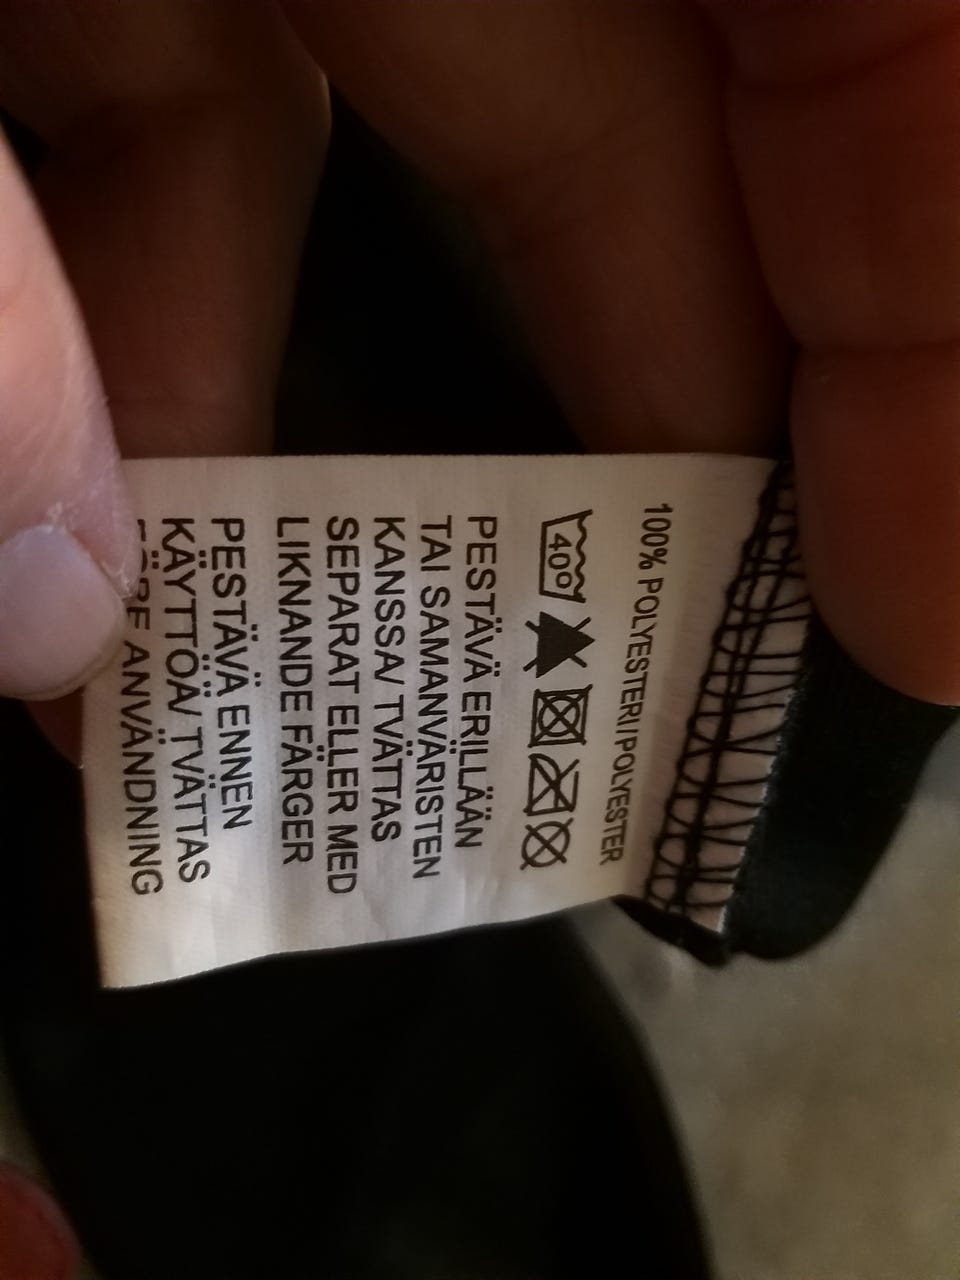 100% POLYESTERI/POLYESTER
40º
PESTÄVÄ ERILLÄÄN
TAI SAMANVÄRISTEN
KANSSA/ TVÄTTAS
SEPARAT ELLER MED
LIKNANDE FÄRGER
PESTÄVÄ ENNEN
KÄYTTÖÄ/ TVÄTTAS
ANVÄNDNING